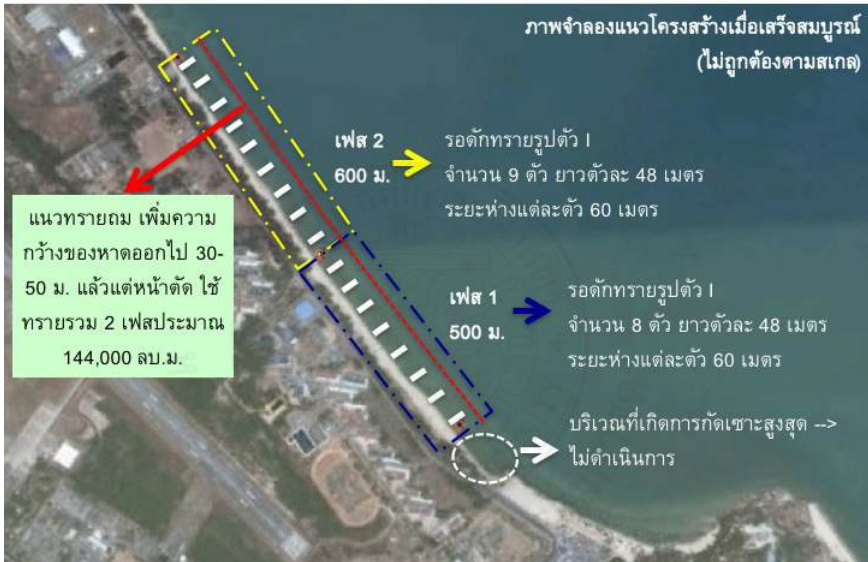 ภาพจำลองแนวโครงสร้างเมื่อเสร็จสมบูรณ์
(ไม่ถูกต้องตามสเกล)
เฟส 2
600 ม.
รอดักทรายรูปตัว I
จำนวน 9 ตัว ยาวตัวละ 48 เมตร
ระยะห่างแต่ละตัว 60 เมตร
แนวทรายถม เพิ่มความ
กว้างของหาดออกไป 30-
50 ม. แล้วแต่หน้าตัด ใช้
ทรายรวม 2 เฟสประมาณ
144,000 ลบ.ม.
เฟส 1
500 ม.
รอดักทรายรูปตัว I
จำนวน 8 ตัว ยาวตัวละ 48 เมตร
ระยะห่างแต่ละตัว 60 เมตร
บริเวณที่เกิดการกัดเซาะสูงสุด -->
ไม่ดำเนินการ